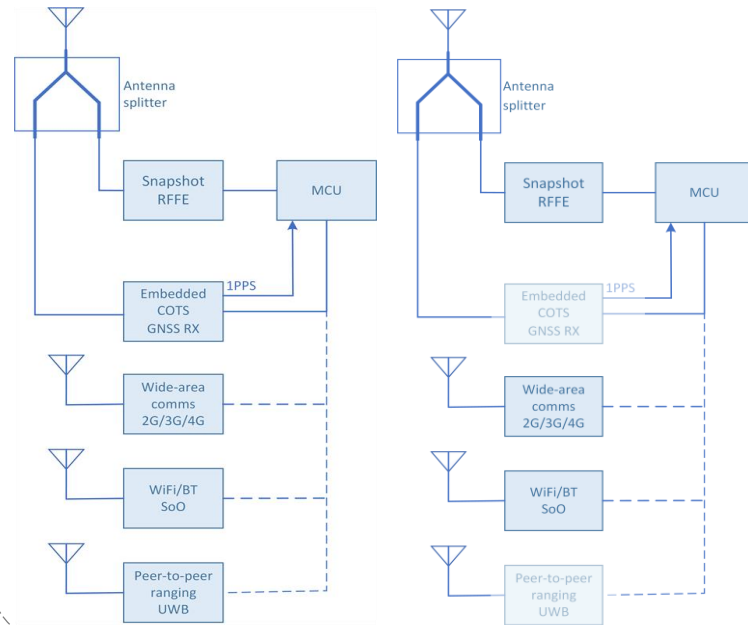 Antenna
splitter
Snapshot
RFFE
MCU
1PPS
Embedded
COTS
GNSS RX
Wide-area
comms
2G/3G/4G
WiFi/BT
SoO
Peer-to-peer
ranging
UWB
Antenna
splitter
Snapshot
RFFE
MCU
1PPS
Embedded
COTS
GNSS RX
Wide-area
comms
2G/3G/4G
WiFi/BT
SoO
Peer-to-peer
ranging
UWB